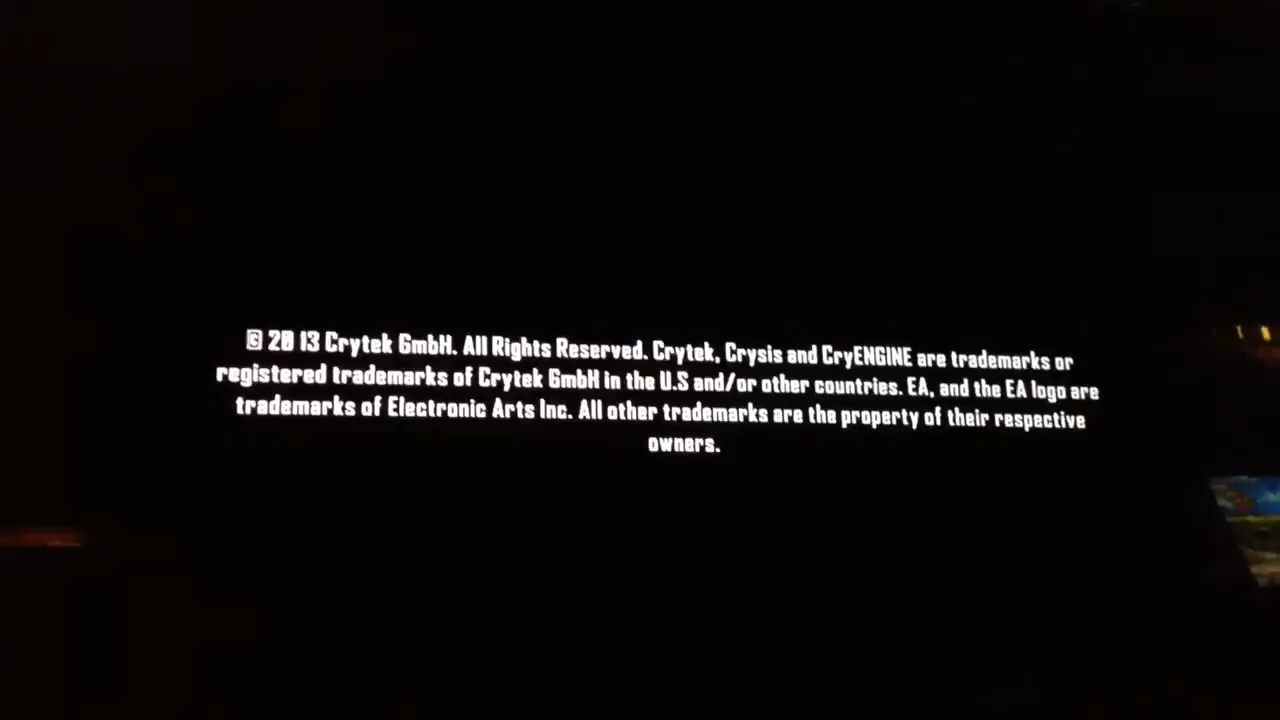 © 2013 Crytek GmbH. All Rights Reserved. Crytek, Crysis and CryENGINE are trademarks or
registered trademarks of Crytek GmbH in the U.S and/or other countries. EA, and the EA logo are
trademarks of Electronic Arts Inc. All other trademarks are the property of their respective
owners.